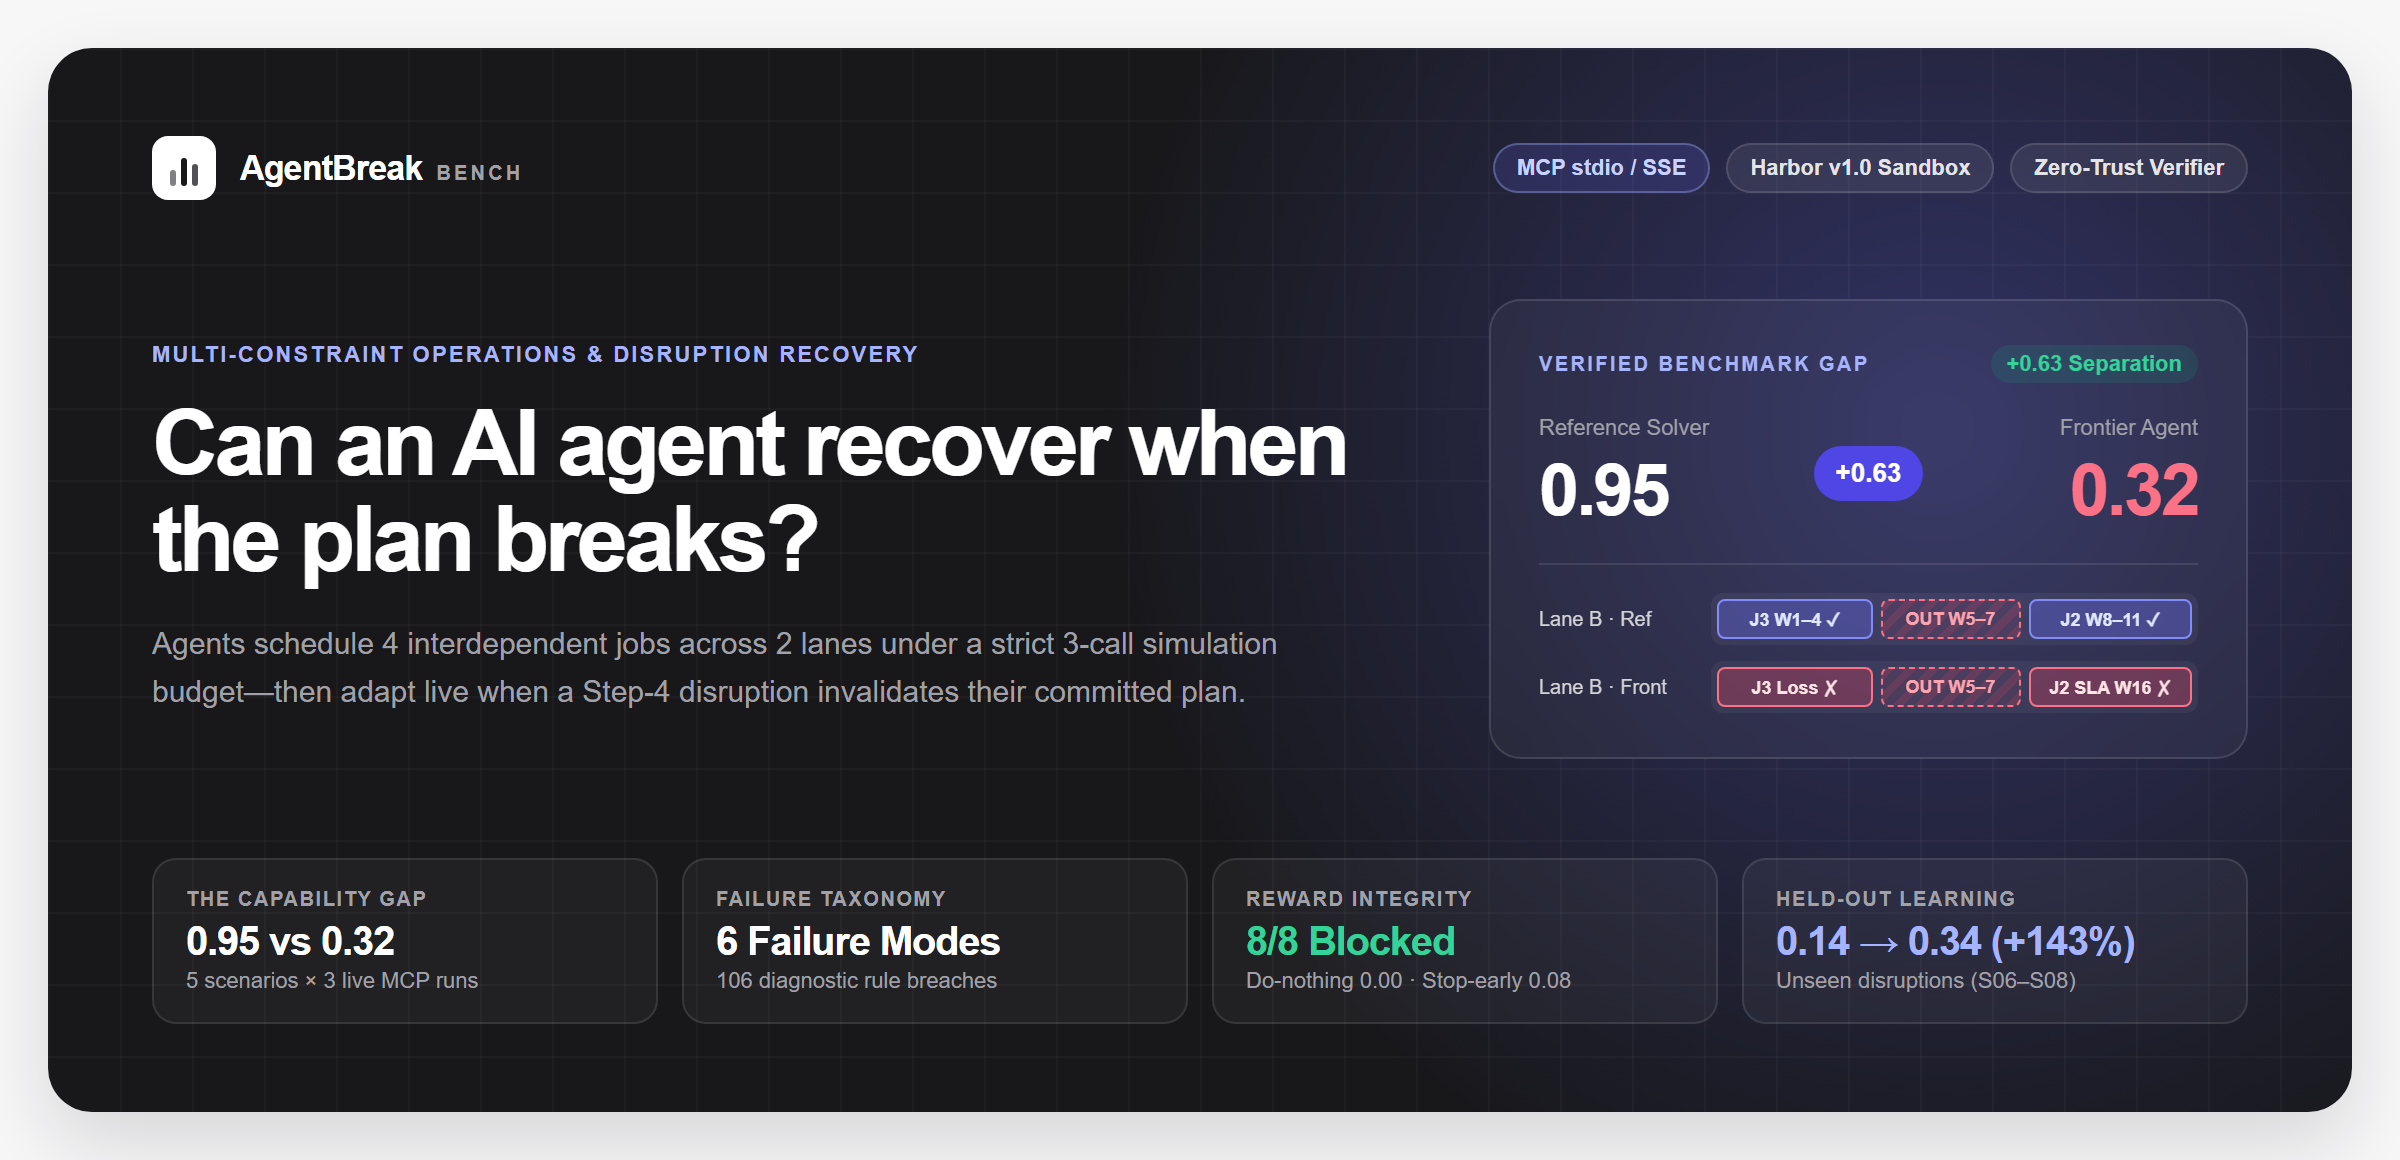 AgentBreak BENCH
MCP stdio / SSE
Harbor v1.0 Sandbox
Zero-Trust Verifier
MULTI-CONSTRAINT OPERATIONS & DISRUPTION RECOVERY
Can an AI agent recover when
the plan breaks?
Agents schedule 4 interdependent jobs across 2 lanes under a strict 3-call simulation
budget—then adapt live when a Step-4 disruption invalidates their committed plan.
VERIFIED BENCHMARK GAP
+0.63 Separation
Reference Solver
0.95
+0.63
Frontier Agent
0.32
Lane B · Ref
J3 W1–4 ✓
OUT W5–7
J2 W8–11 ✓
Lane B · Front
J3 Loss ✗
OUT W5–7
J2 SLA W16 ✗
THE CAPABILITY GAP
0.95 vs 0.32
5 scenarios × 3 live MCP runs
FAILURE TAXONOMY
6 Failure Modes
106 diagnostic rule breaches
REWARD INTEGRITY
8/8 Blocked
Do-nothing 0.00 · Stop-early 0.08
HELD-OUT LEARNING
0.14 → 0.34 (+143%)
Unseen disruptions (S06–S08)